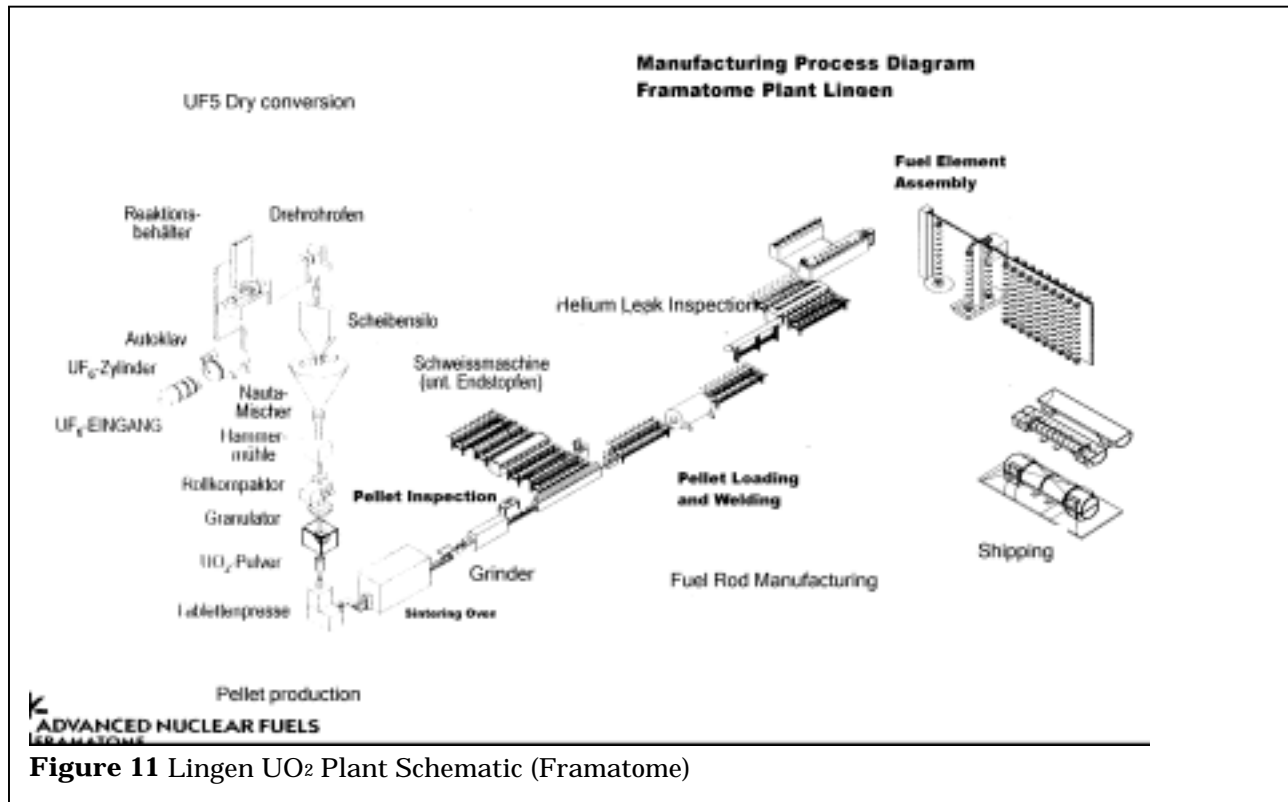 Manufacturing Process Diagram
Framatome Plant Lingen
UF5 Dry conversion
Fuel Element
Assembly
Reaktions-
behälter
Drehrohrofen
Helium Leak Inspection
Scheibensilo
Autoklav
UF6-Zylinder
Schweissmaschine
(unt. Endstopfen)
Nauta-
Mischer
UF6-EINGANG
Hammer-
mühle
Rollkompaktor
Pellet Inspection
Pellet Loading
and Welding
Granulator
UO2-Pulver
Grinder
Shipping
Fuel Rod Manufacturing
Tablettenpresse
Sintering Oven
Pellet production
ADVANCED NUCLEAR FUELS
FRAMATOME
Figure 11 Lingen UO2 Plant Schematic (Framatome)